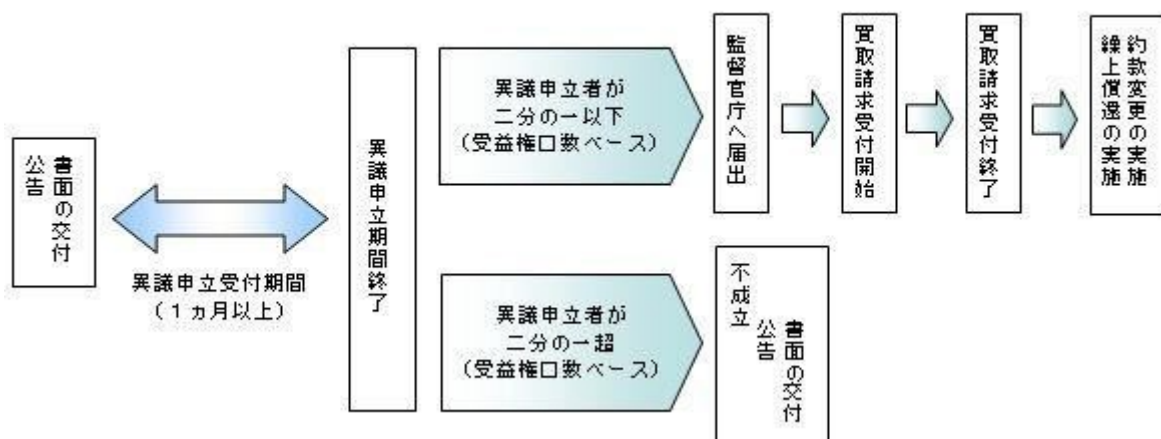 書面の交付
公告
異議申立受付期間
(1ヵ月以上)
異議申立期間終了
異議申立者が
二分の一以下
(受益権口数ベース)
監督官庁へ届出
買取請求受付開始
買取請求受付終了
約款変更の実施
繰上償還の実施
異議申立者が
二分の一超
(受益権口数ベース)
不成立
書面の交付
公告